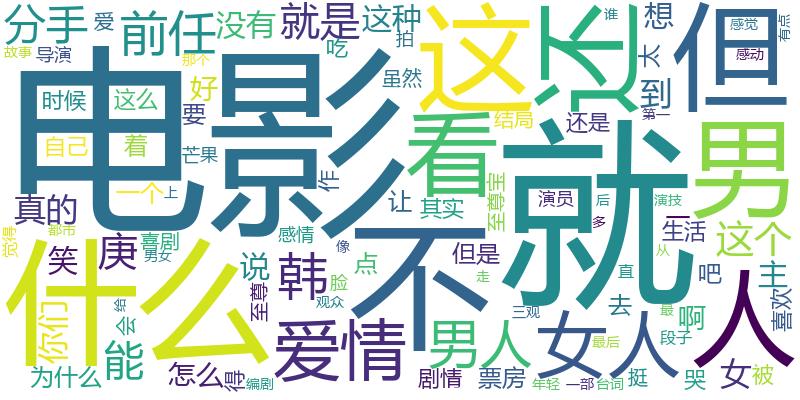 分手
爱
前任
没有
就是
这种
吃
拍
这
还
谁
想
但
感觉
有点
故事
导演
那个
电影
虽然
看
太
感动
时候
这么
好
要
到
自己
着
芒果
结局
还是
第一
就
男
一个
上
作
让
其实
至尊宝
演员
后
多
演技
一
真的
都市
觉得
笑
庚
喜剧
男女
感情
像
不
但是
生活
这个
什么
说
韩
点
走
直
从
吧
主
人
你们
会
给
至尊
脸
观众
去
最
啊
喜欢
能
爱情
男人
三观
女人
最后
段子
为什么
怎么
得
编剧
剧情
票房
年轻
一部
台词
挺
哭
女
被